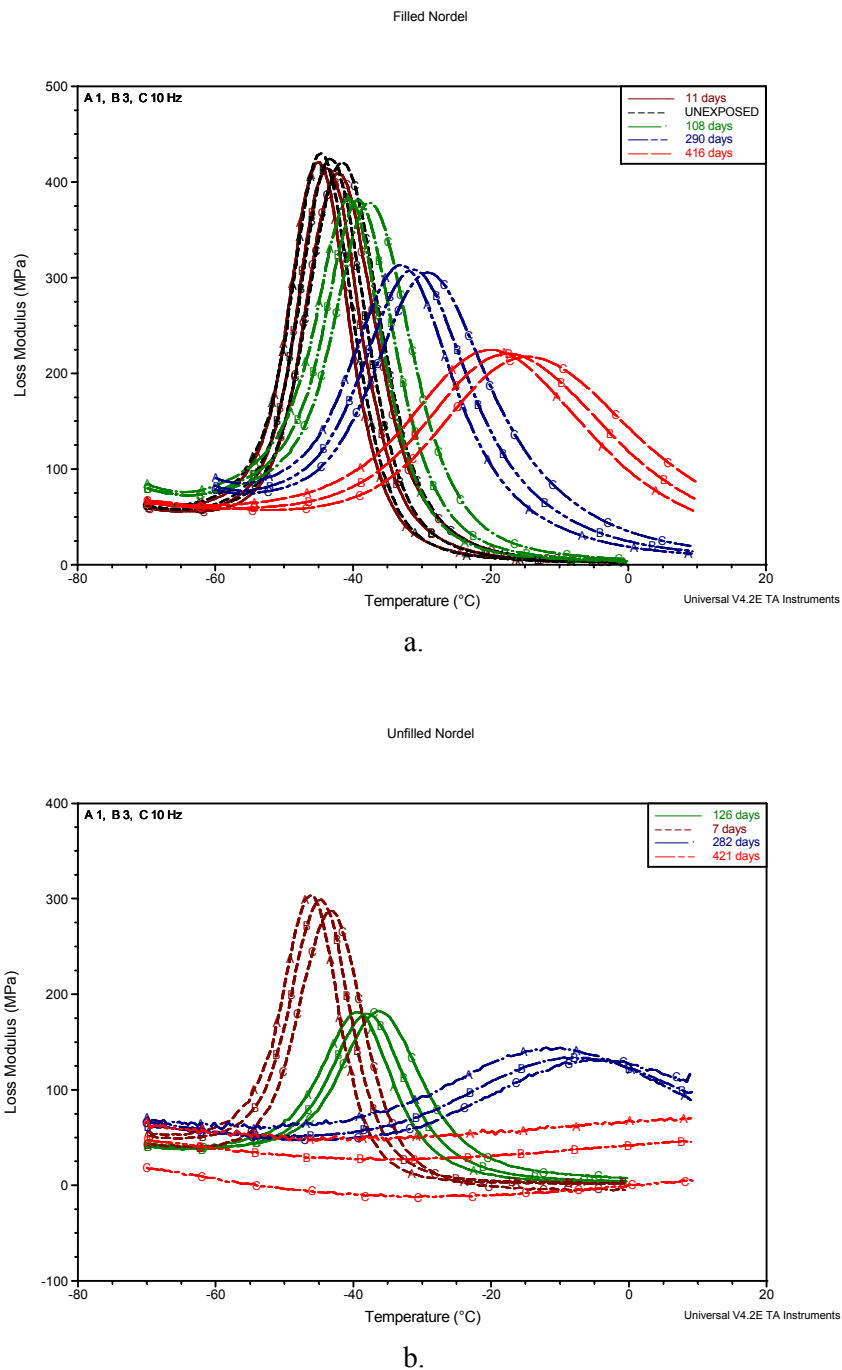 Filled Nordel
A 1, B 3, C 10 Hz
11 days
UNEXPOSED
108 days
290 days
416 days
500
400
300
200
100
0
Loss Modulus (MPa)
-80 -60 -40 -20 0 20
Temperature (°C)
Universal V4.2E TA Instruments
a.
Unfilled Nordel
A 1, B 3, C 10 Hz
126 days
7 days
282 days
421 days
400
300
200
100
0
-100
Loss Modulus (MPa)
-80 -60 -40 -20 0 20
Temperature (°C)
Universal V4.2E TA Instruments
b.